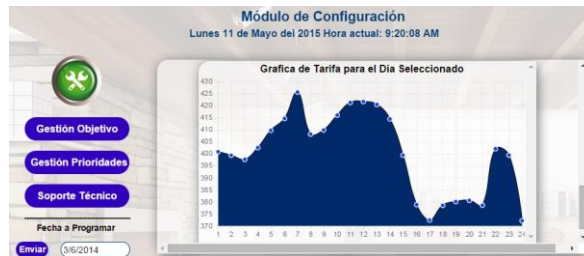 Módulo de Configuración
Lunes 11 de Mayo del 2015 Hora actual: 9:20:08 AM
Grafica de Tarifa para el Dia Seleccionado
Gestión Objetivo
Gestión Prioridades
Soporte Técnico
Fecha a Programar
Enviar 3/6/2014
430
425
420
415
410
405
400
395
390
385
380
375
370
1 2 3 4 5 6 7 8 9 10 11 12 13 14 15 16 17 18 19 20 21 22 23 24